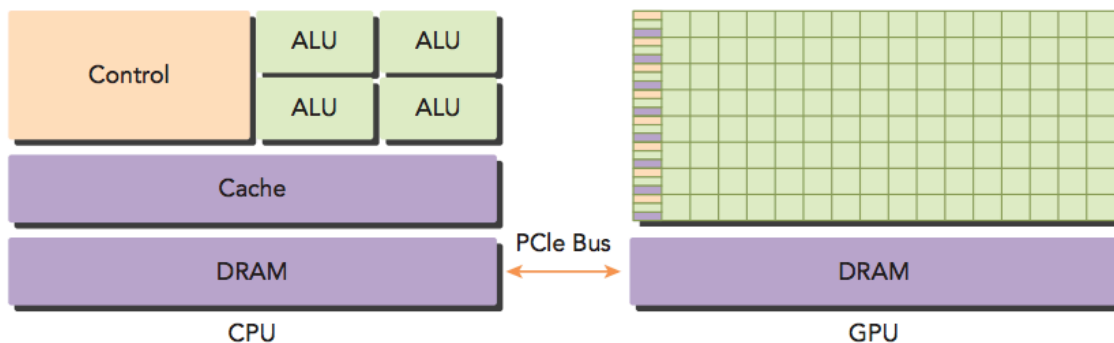 Control
ALU
ALU
ALU
ALU
Cache
DRAM
CPU
PCIe Bus
DRAM
GPU